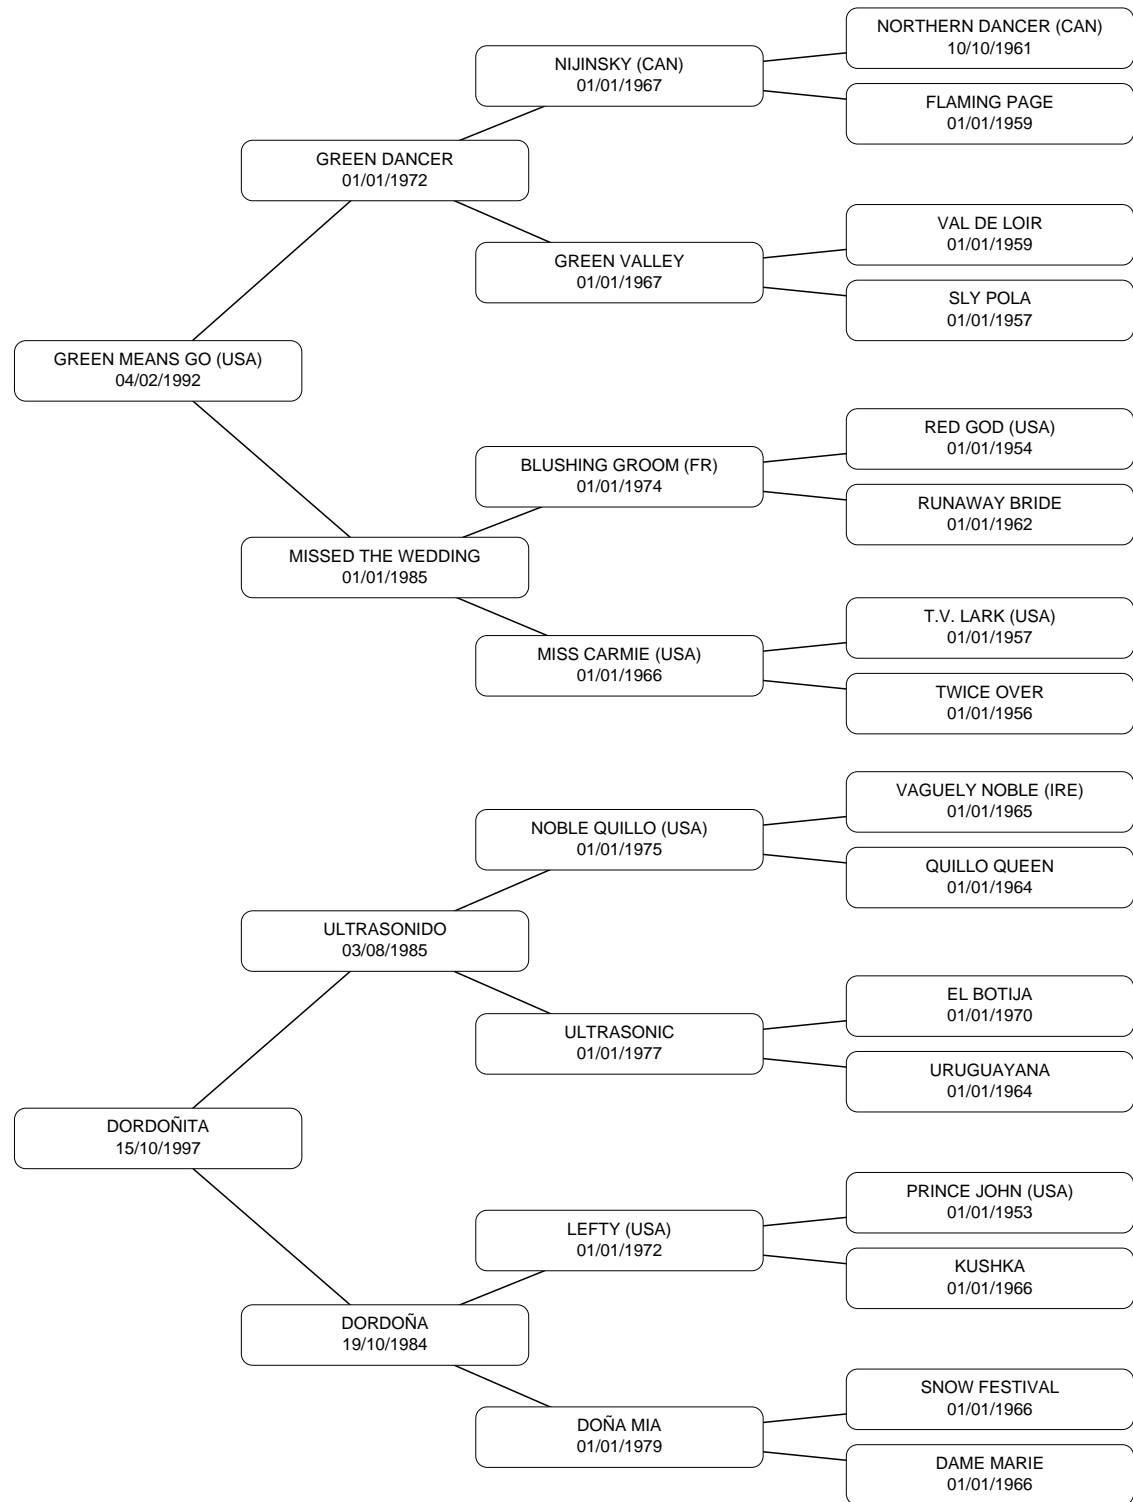 NORTHERN DANCER (CAN)
10/10/1961
NIJINSKY (CAN)
01/01/1967
FLAMING PAGE
01/01/1959
GREEN DANCER
01/01/1972
VAL DE LOIR
01/01/1959
GREEN VALLEY
01/01/1967
SLY POLA
01/01/1957
GREEN MEANS GO (USA)
04/02/1992
RED GOD (USA)
01/01/1954
BLUSHING GROOM (FR)
01/01/1974
RUNAWAY BRIDE
01/01/1962
MISSED THE WEDDING
01/01/1985
T.V. LARK (USA)
01/01/1957
MISS CARMIE (USA)
01/01/1966
TWICE OVER
01/01/1956
VAGUELY NOBLE (IRE)
01/01/1965
NOBLE QUILLO (USA)
01/01/1975
QUILLO QUEEN
01/01/1964
ULTRASONIDO
03/08/1985
EL BOTIJA
01/01/1970
ULTRASONIC
01/01/1977
URUGUAYANA
01/01/1964
DORDOÑITA
15/10/1997
PRINCE JOHN (USA)
01/01/1953
LEFTY (USA)
01/01/1972
KUSHKA
01/01/1966
DORDOÑA
19/10/1984
SNOW FESTIVAL
01/01/1966
DOÑA MIA
01/01/1979
DAME MARIE
01/01/1966